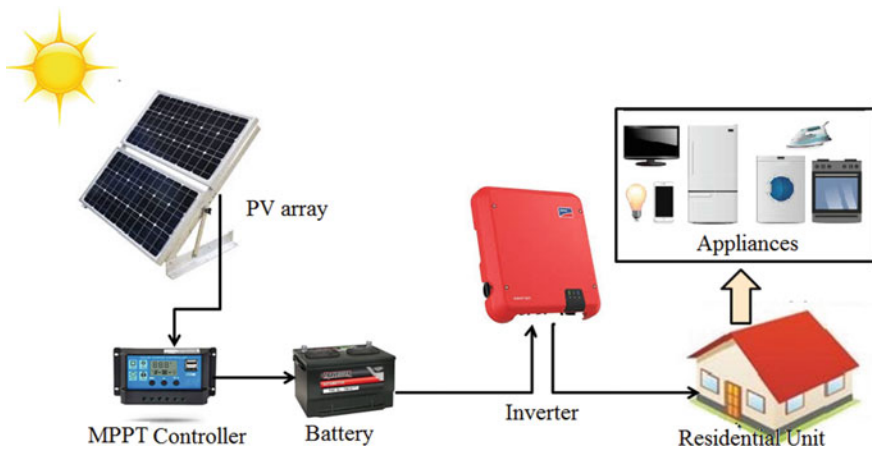 PV array
Appliances
MPPT Controller
Battery
Inverter
Residential Unit